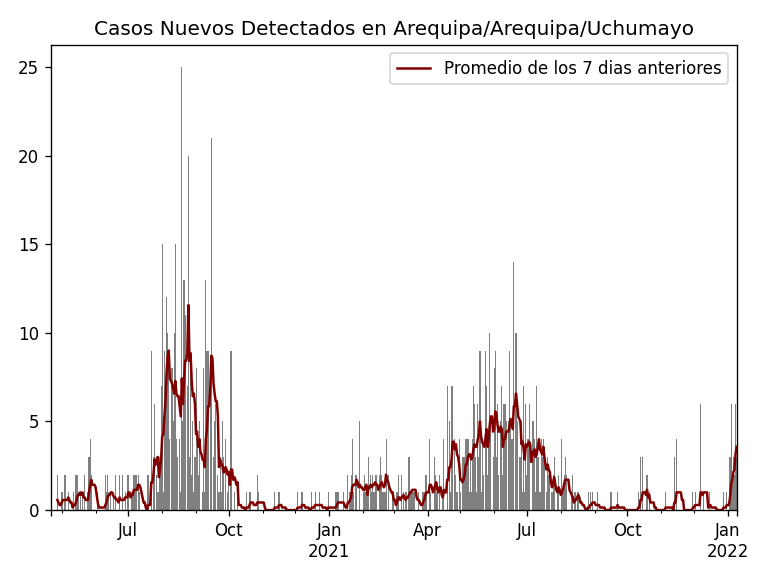 Casos Nuevos Detectados en Arequipa/Arequipa/Uchumayo
Promedio de los 7 dias anteriores
25
20
15
10
5
0
Jul Oct Jan Apr Jul Oct Jan
2021 2022